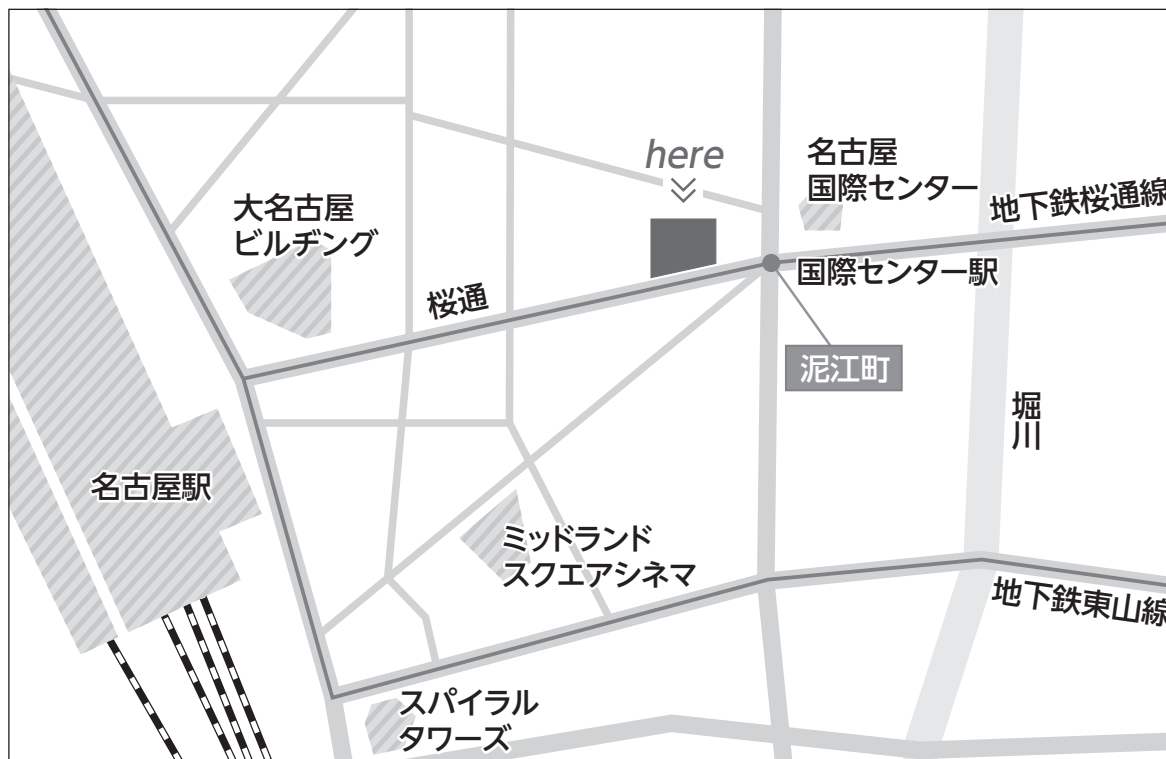 here
名古屋
国際センター
地下鉄桜通線
大名古屋
ビルヂング
国際センター駅
桜通
泥江町
堀川
名古屋駅
ミッドランド
スクエアシネマ
地下鉄東山線
スパイラル
タワーズ